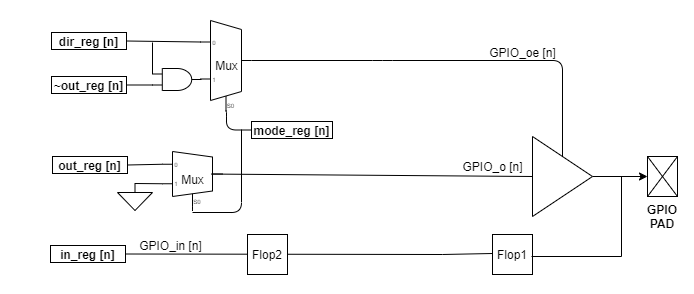 dir_reg [n]
0
GPIO_oe [n]
Mux
~out_reg [n]
1
S0
mode_reg [n]
out_reg [n]
0
GPIO_o [n]
Mux
1
S0
GPIO
PAD
GPIO_in [n]
in_reg [n]
Flop2
Flop1